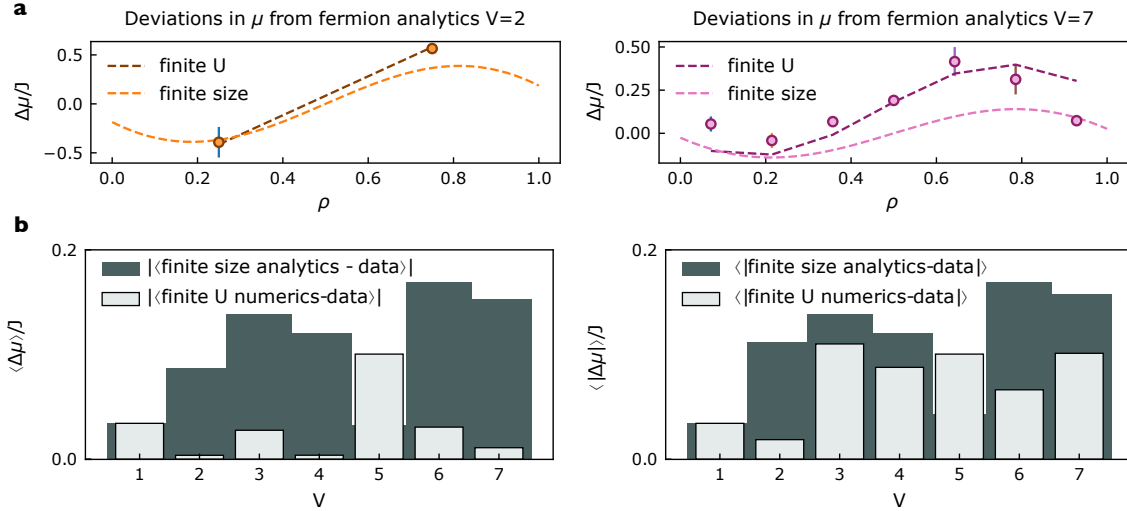 a
Deviations in μ from fermion analytics V=2
Δμ/J
0.5
0.0
−0.5
finite U
finite size
0.0 0.2 0.4 0.6 0.8 1.0
ρ
Deviations in μ from fermion analytics V=7
Δμ/J
0.50
0.25
0.00
finite U
finite size
0.0 0.2 0.4 0.6 0.8 1.0
ρ
b
⟨Δμ⟩/J
0.2
0.0
|⟨finite size analytics - data⟩|
|⟨finite U numerics-data⟩|
1 2 3 4 5 6 7
V
⟨|Δμ|⟩/J
0.2
0.0
⟨|finite size analytics-data|⟩
⟨|finite U numerics-data|⟩
1 2 3 4 5 6 7
V